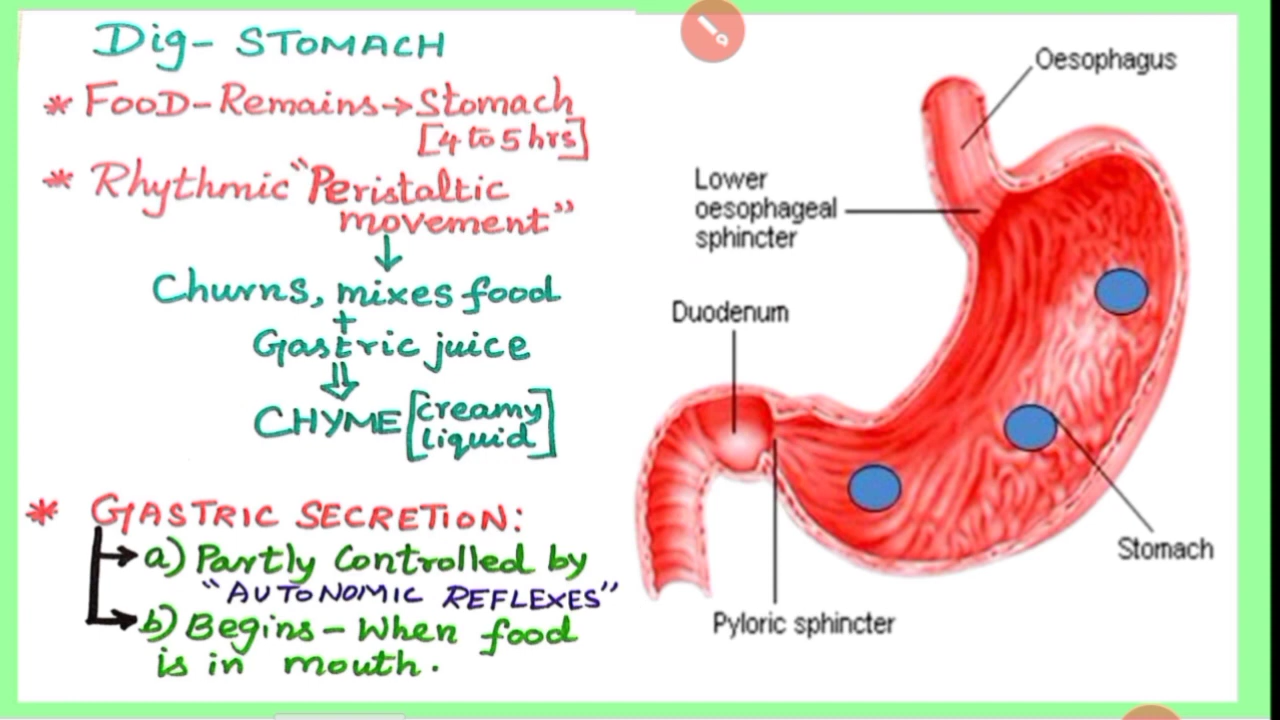 Dig- STOMACH
* FOOD-Remains → Stomach
[4 to 5 hrs]
* Rhythmic "Peristaltic
movement"
↓
Churns, mixes food
+
Gastric juice
⇓
CHYME [creamy
liquid]
* GASTRIC SECRETION:
→ a) Partly Controlled by
"AUTONOMIC REFLEXES"
→ b) Begins - When food
is in mouth.
Oesophagus
Lower
oesophageal
sphincter
Duodenum
Stomach
Pyloric sphincter